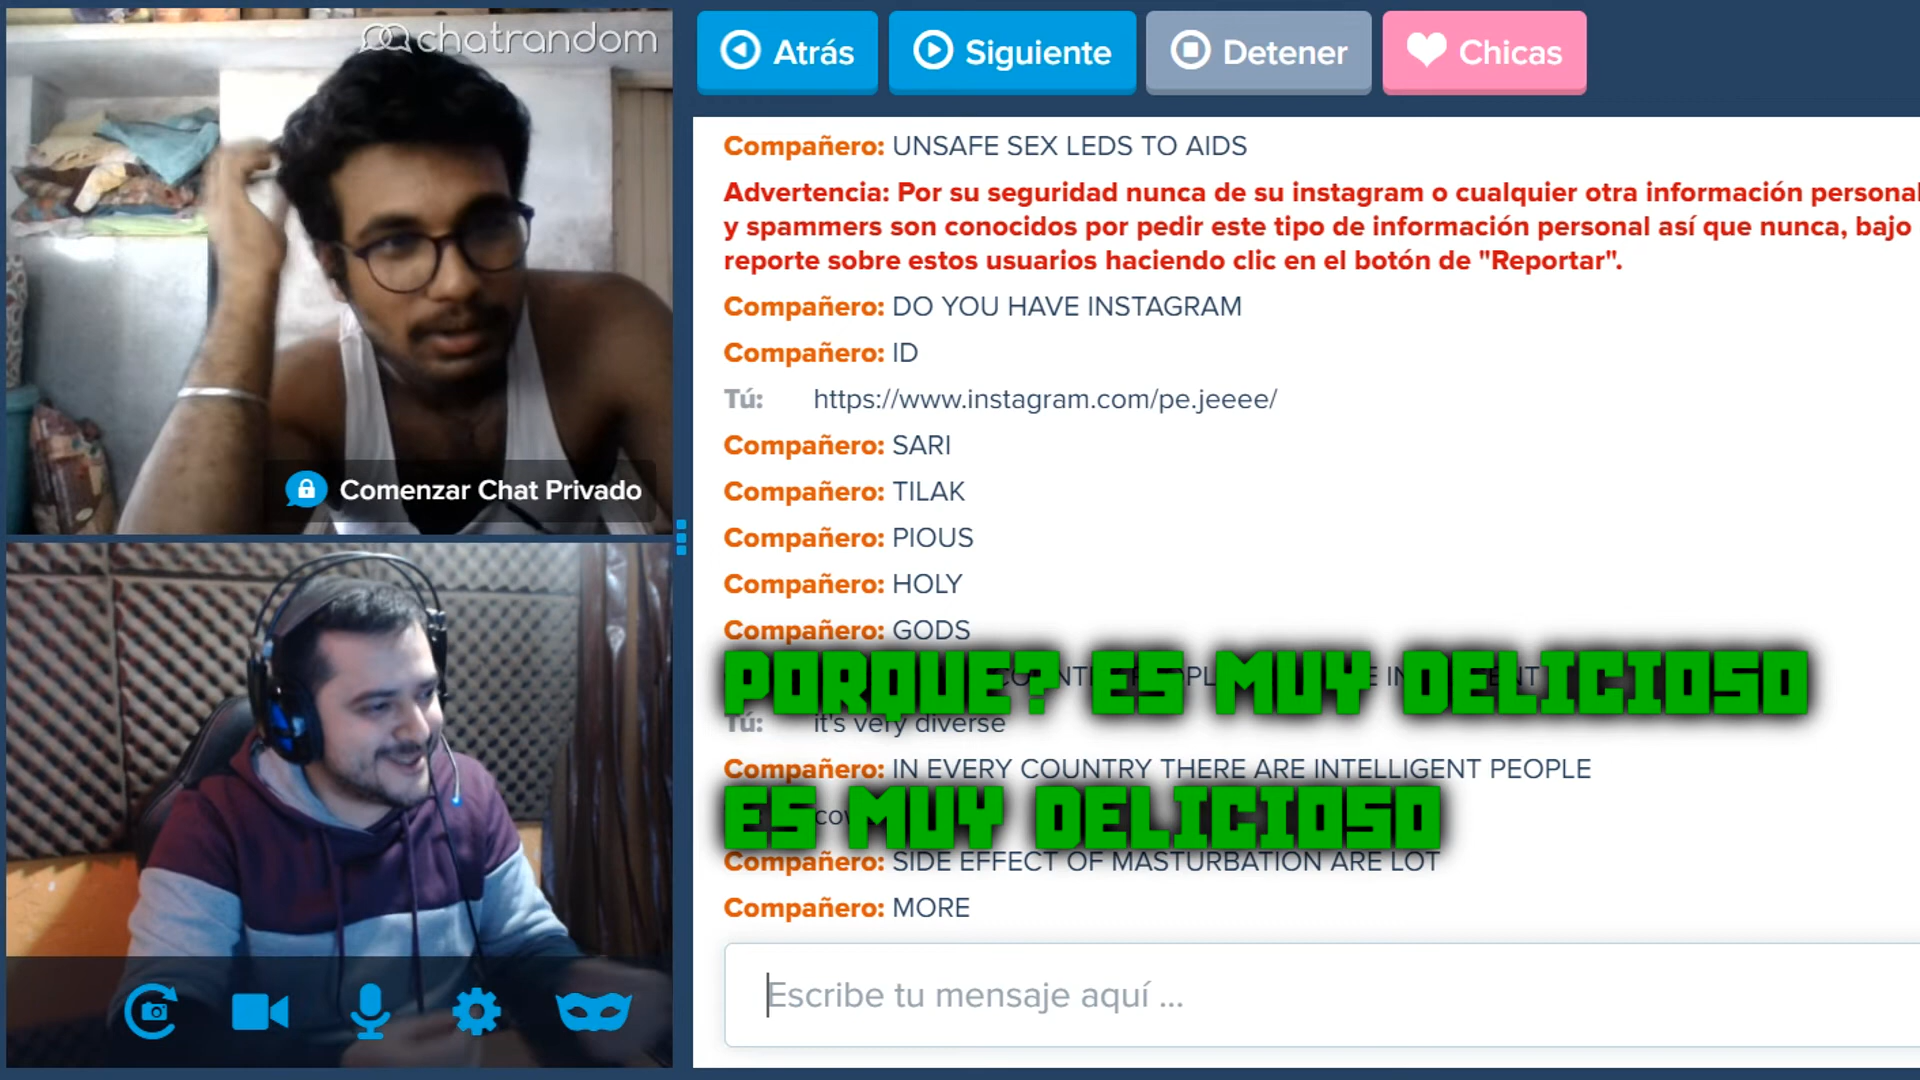 chatrandom
Atrás
Siguiente
Detener
Chicas
Compañero: UNSAFE SEX LEDS TO AIDS
Advertencia: Por su seguridad nunca de su instagram o cualquier otra información personal
y spammers son conocidos por pedir este tipo de información personal así que nunca, bajo
reporte sobre estos usuarios haciendo clic en el botón de "Reportar".
Compañero: DO YOU HAVE INSTAGRAM
Compañero: ID
Tú: https://www.instagram.com/pe.jeeee/
Compañero: SARI
Compañero: TILAK
Compañero: PIOUS
Compañero: HOLY
Compañero: GODS
PORQUE? ES MUY DELICIOSO
Tú: it's very diverse
Compañero: IN EVERY COUNTRY THERE ARE INTELLIGENT PEOPLE
ES MUY DELICIOSO
Compañero: SIDE EFFECT OF MASTURBATION ARE LOT
Compañero: MORE
Escribe tu mensaje aquí ...
Comenzar Chat Privado